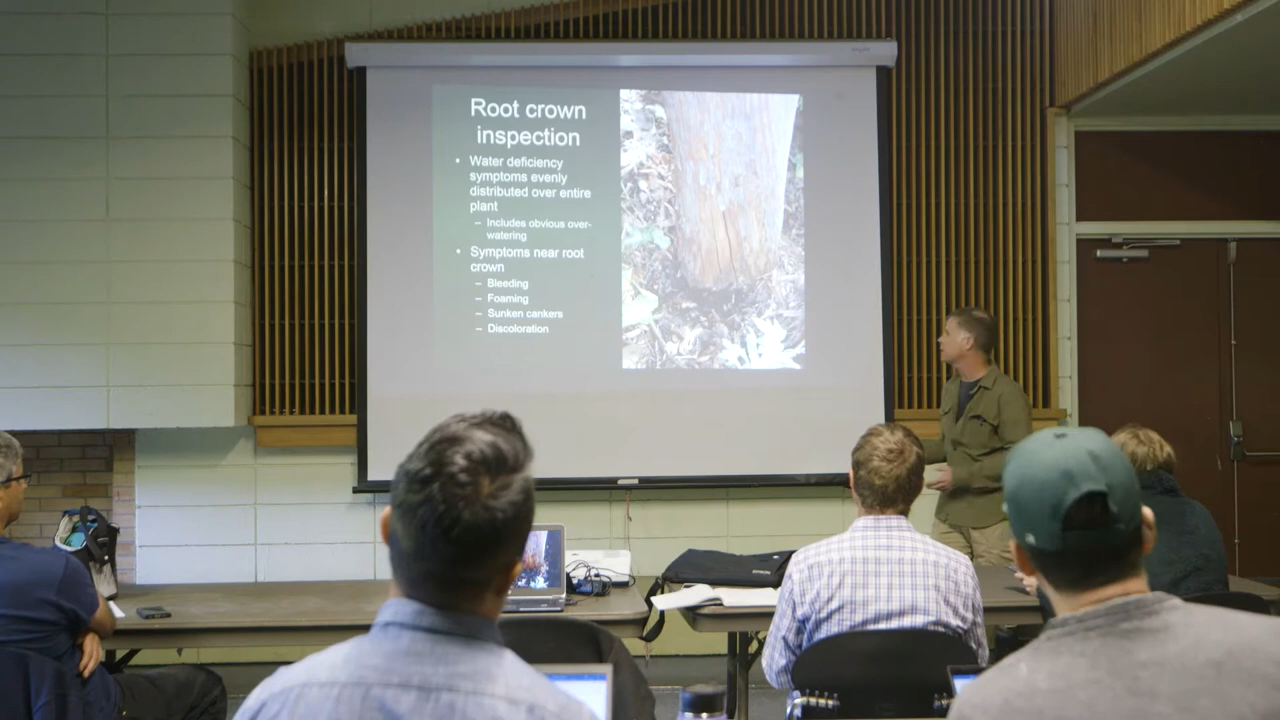 Root crown
inspection
• Water deficiency
symptoms evenly
distributed over entire
plant
– Includes obvious over-
watering
• Symptoms near root
crown
– Bleeding
– Foaming
– Sunken cankers
– Discoloration
EPSON